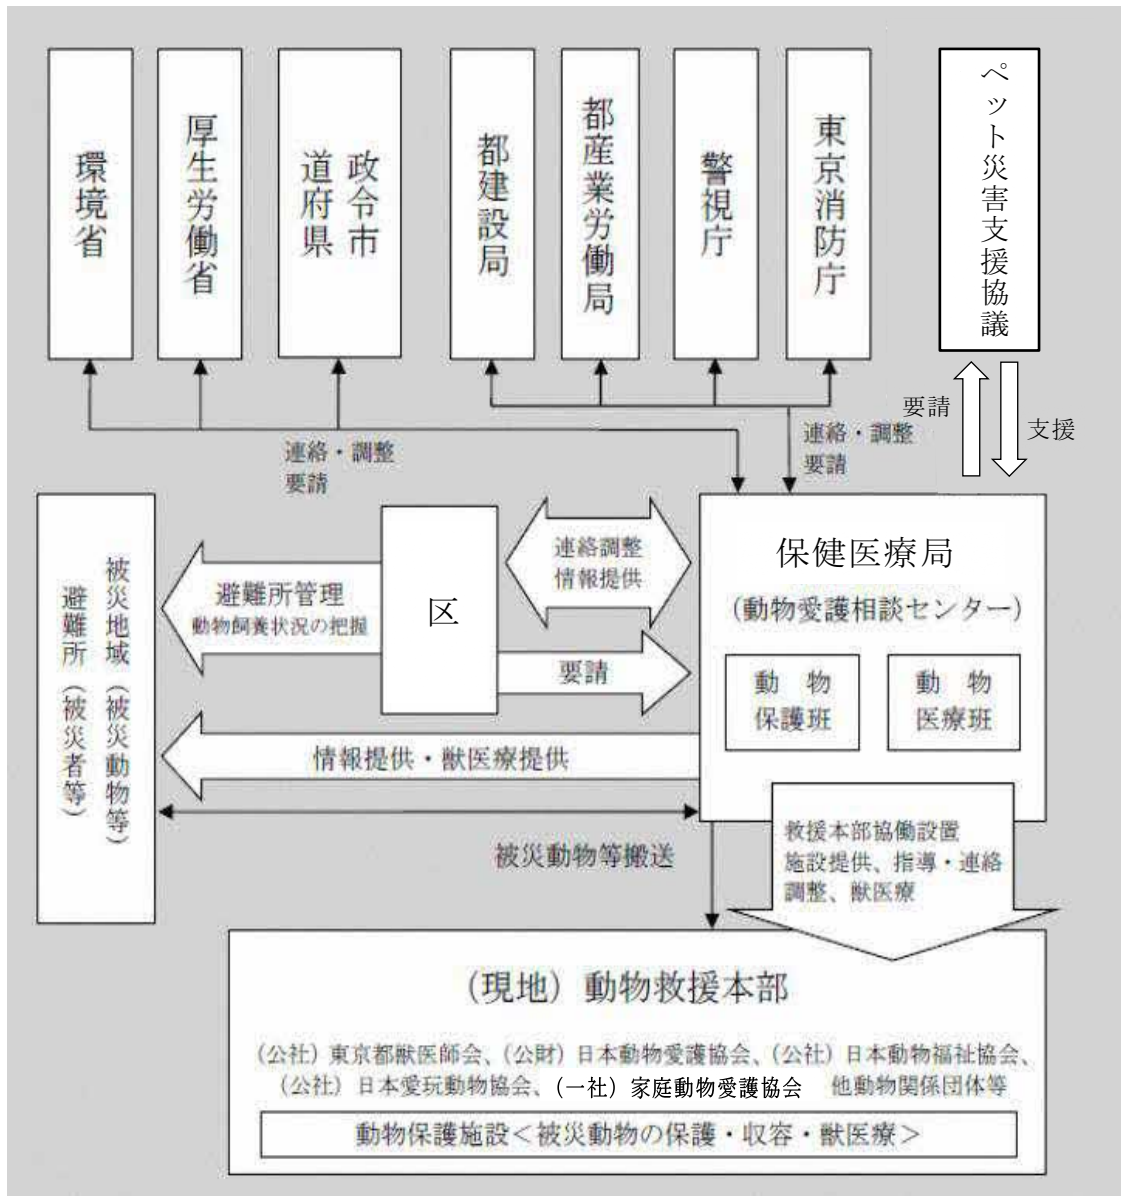 環境省
厚生労働省
政令市
道府県
都建設局
都産業労働局
警視庁
東京消防庁
ペット災害支援協議
要請
支援
連絡・調整
要請
連絡・調整
要請
被災地域（被災動物等）
避難所（被災者等）
避難所管理
動物飼養状況の把握
区
連絡調整
情報提供
要請
保健医療局
（動物愛護相談センター）
動　物
保護班
動　物
医療班
情報提供・獣医療提供
被災動物等搬送
救援本部協働設置
施設提供、指導・連絡
調整、獣医療
（現地）動物救援本部
（公社）東京都獣医師会、（公財）日本動物愛護協会、（公社）日本動物福祉協会、
（公社）日本愛玩動物協会、（一社）家庭動物愛護協会　他動物関係団体等
動物保護施設＜被災動物の保護・収容・獣医療＞